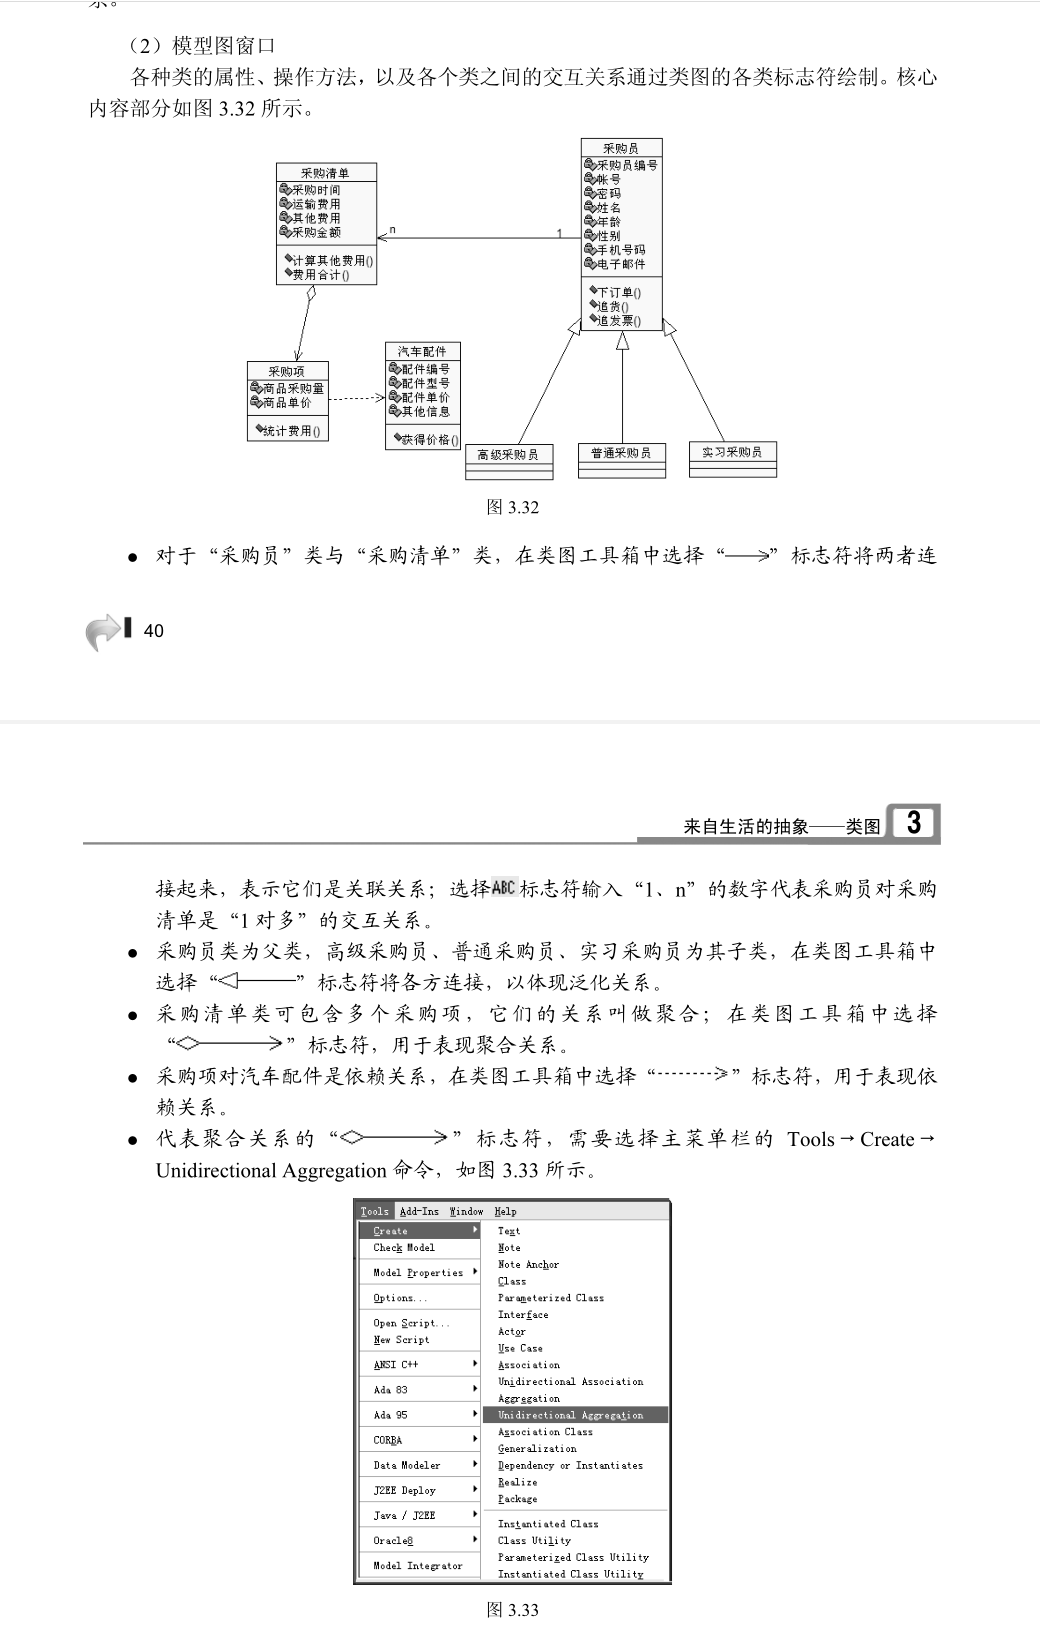 （2）模型图窗口
各种类的属性、操作方法，以及各个类之间的交互关系通过类图的各类标志符绘制。核心
内容部分如图 3.32 所示。
采购清单
采购时间
运输费用
其他费用
采购金额
计算其他费用()
费用合计()
n
1
采购员
采购员编号
帐号
密码
姓名
年龄
性别
手机号码
电子邮件
下订单()
追货()
追发票()
采购项
商品采购量
商品单价
统计费用()
汽车配件
配件编号
配件型号
配件单价
其他信息
获得价格()
高级采购员
普通采购员
实习采购员
图 3.32
● 对于“采购员”类与“采购清单”类，在类图工具箱中选择“——>”标志符将两者连
40
来自生活的抽象——类图 3
接起来，表示它们是关联关系；选择ABC标志符输入“1、n”的数字代表采购员对采购
清单是“1 对多”的交互关系。
● 采购员类为父类，高级采购员、普通采购员、实习采购员为其子类，在类图工具箱中
选择“◁——”标志符将各方连接，以体现泛化关系。
● 采购清单类可包含多个采购项，它们的关系叫做聚合；在类图工具箱中选择
“◇——>”标志符，用于表现聚合关系。
● 采购项对汽车配件是依赖关系，在类图工具箱中选择“-------->”标志符，用于表现依
赖关系。
● 代表聚合关系的“◇——>”标志符，需要选择主菜单栏的 Tools→Create→
Unidirectional Aggregation 命令，如图 3.33 所示。
Tools Add-Ins Window Help
Create
Check Model
Model Properties
Options...
Open Script...
New Script
ANSI C++
Ada 83
Ada 95
CORBA
Data Modeler
J2EE Deploy
Java / J2EE
Oracle8
Model Integrator
Text
Note
Note Anchor
Class
Parameterized Class
Interface
Actor
Use Case
Association
Unidirectional Association
Aggregation
Unidirectional Aggregation
Association Class
Generalization
Dependency or Instantiates
Realize
Package
Instantiated Class
Class Utility
Parameterized Class Utility
Instantiated Class Utility
图 3.33